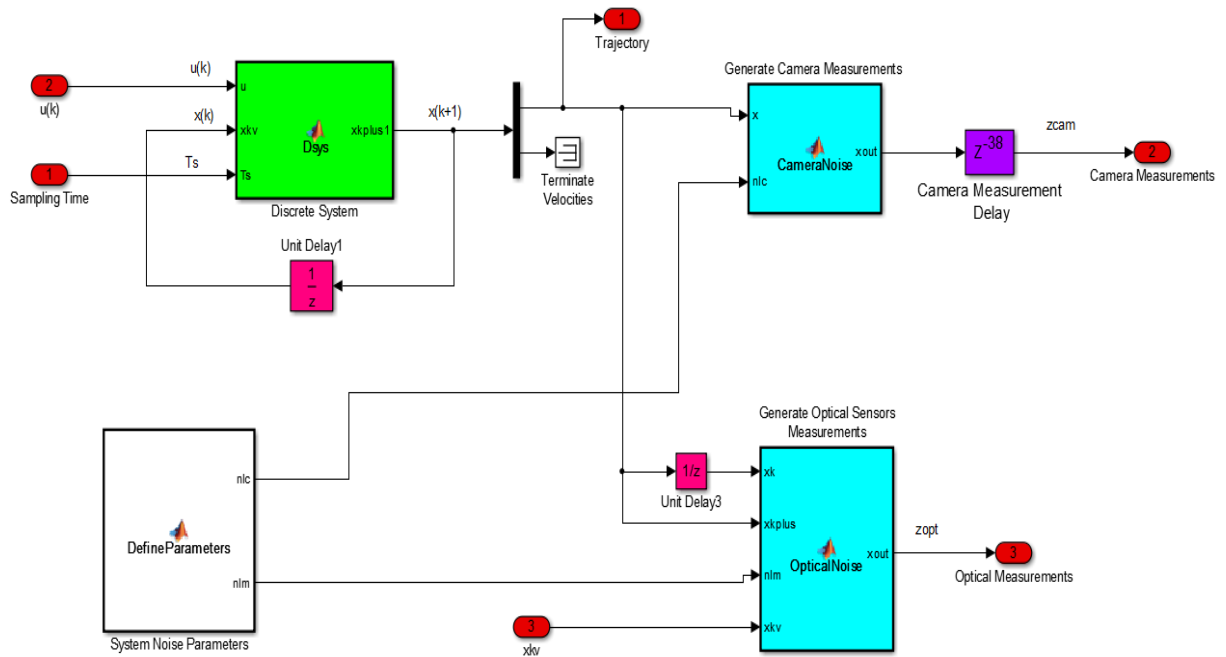 1
Trajectory
Generate Camera Measurements
u(k)
2
u(k)
u
x(k)
xkv
Dsys
xkplus1
x(k+1)
Ts
Ts
1
Sampling Time
Discrete System
Terminate
Velocities
x
CameraNoise
xout
nlc
zcam
Z-38
2
Camera Measurements
Camera Measurement
Delay
Unit Delay1
1
z
Generate Optical Sensors
Measurements
nlc
DefineParameters
nlm
System Noise Parameters
1/z
Unit Delay3
xk
xkplus
OpticalNoise
xout
nlm
xkv
zopt
3
Optical Measurements
3
xkv